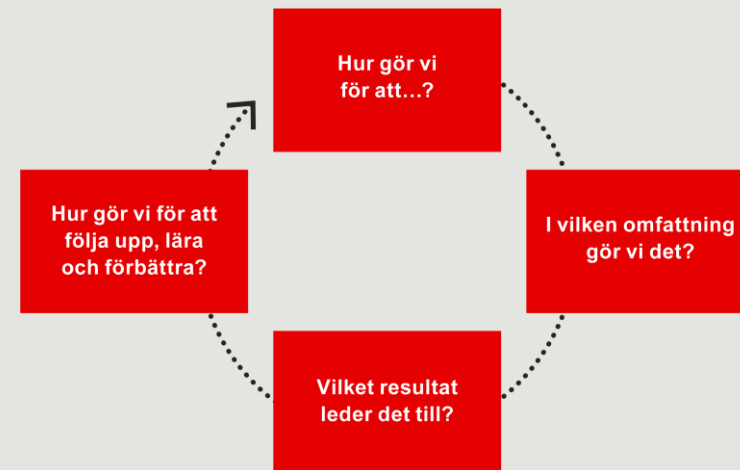 Hur gör vi
för att...?
I vilken omfattning
gör vi det?
Vilket resultat
leder det till?
Hur gör vi för att
följa upp, lära
och förbättra?